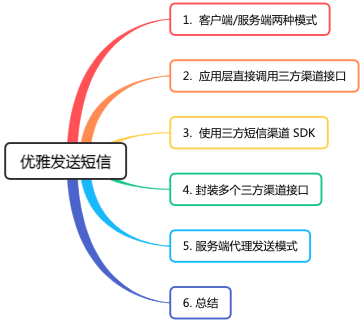 优雅发送短信
1. 客户端/服务端两种模式
2. 应用层直接调用三方渠道接口
3. 使用三方短信渠道 SDK
4. 封装多个三方渠道接口
5. 服务端代理发送模式
6. 总结